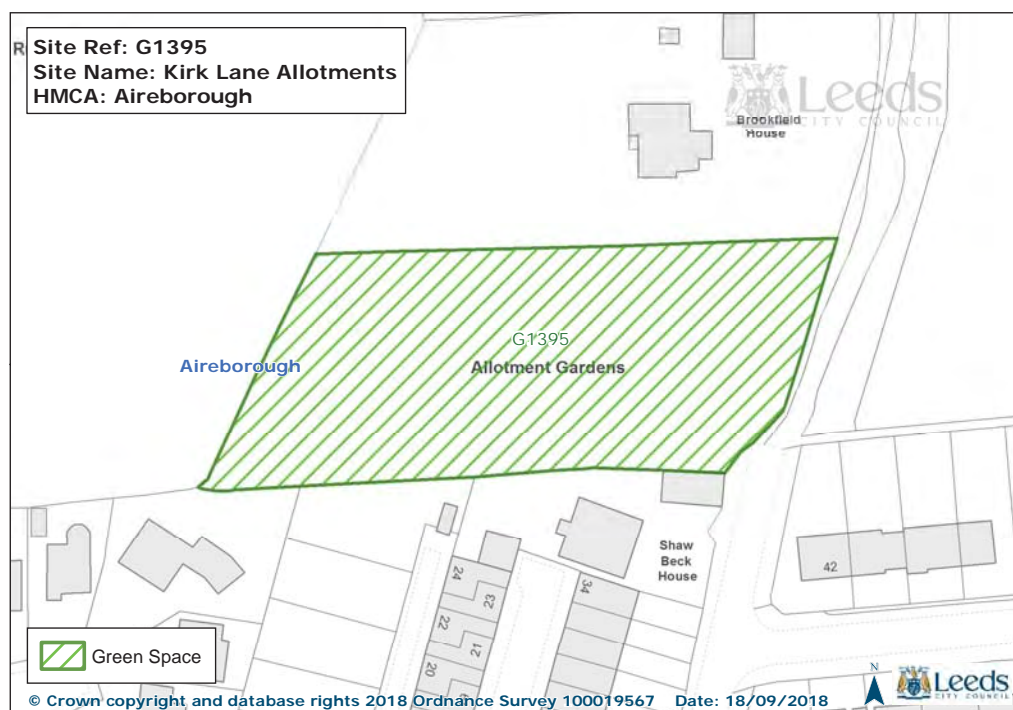 Site Ref: G1395
Site Name: Kirk Lane Allotments
HMCA: Aireborough
Leeds
CITY COUNCIL
Brookfield
House
G1395
Aireborough
Allotment Gardens
Shaw
Beck
House
42
24
23
34
22
21
20
Green Space
N
© Crown copyright and database rights 2018 Ordnance Survey 100019567 Date: 18/09/2018
Leeds
CITY COUNCIL